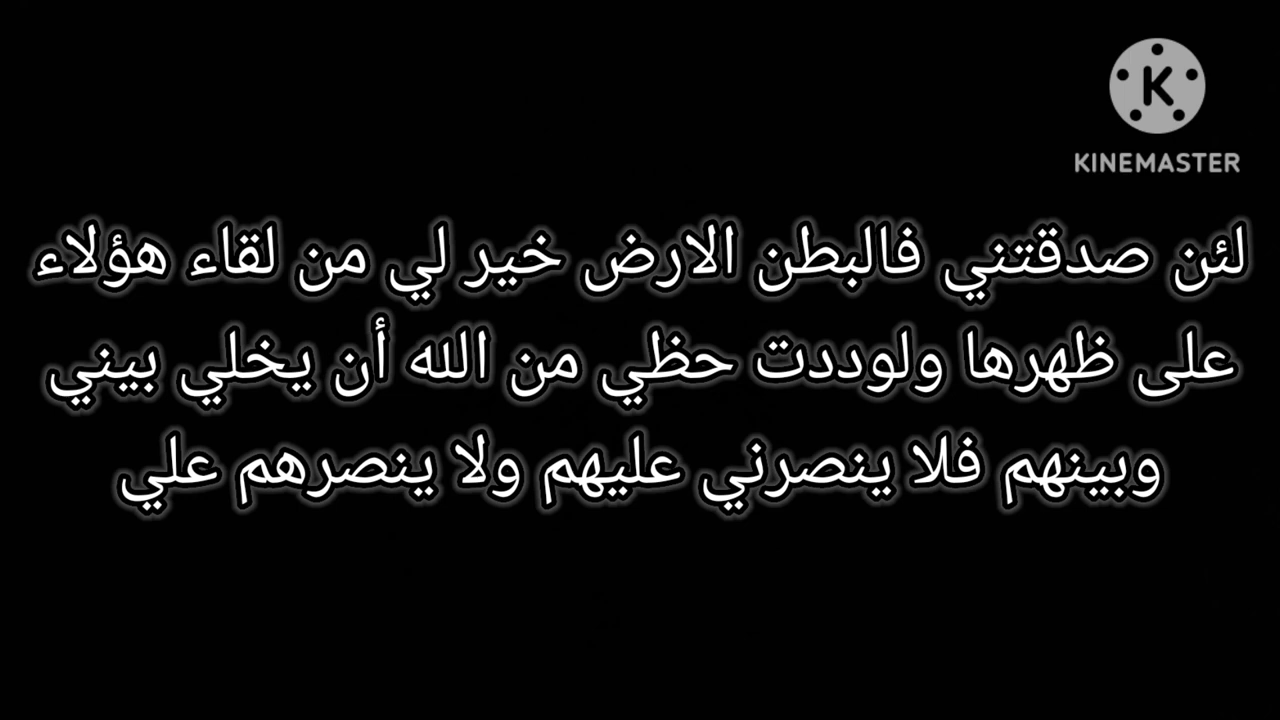 KINEMASTER
لئن صدقتني فالبطن الارض خير لي من لقاء هؤلاء
على ظهرها ولوددت حظي من الله أن يخلي بيني
وبينهم فلا ينصرني عليهم ولا ينصرهم علي